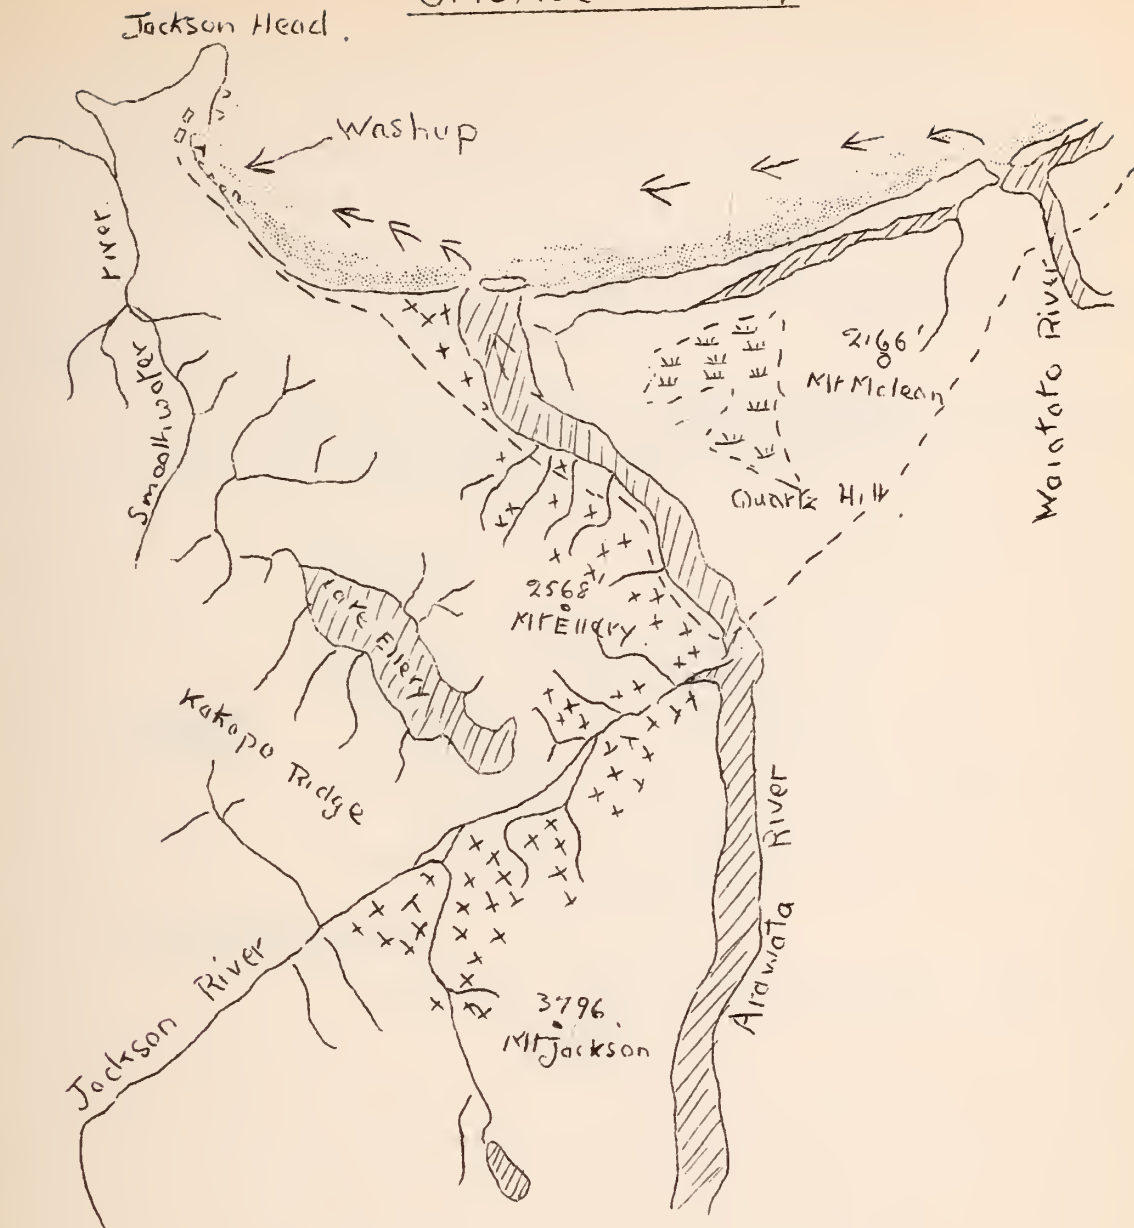 Jackson Head.
Washup
river
Smoothwater
2166'
Mt Mclean
Waiatoto River
Quartz Hill
2568'
Mt Ellery
Lake Ellery
Kakapo Ridge
River
Arawata
3796
Mt Jackson
Jackson River